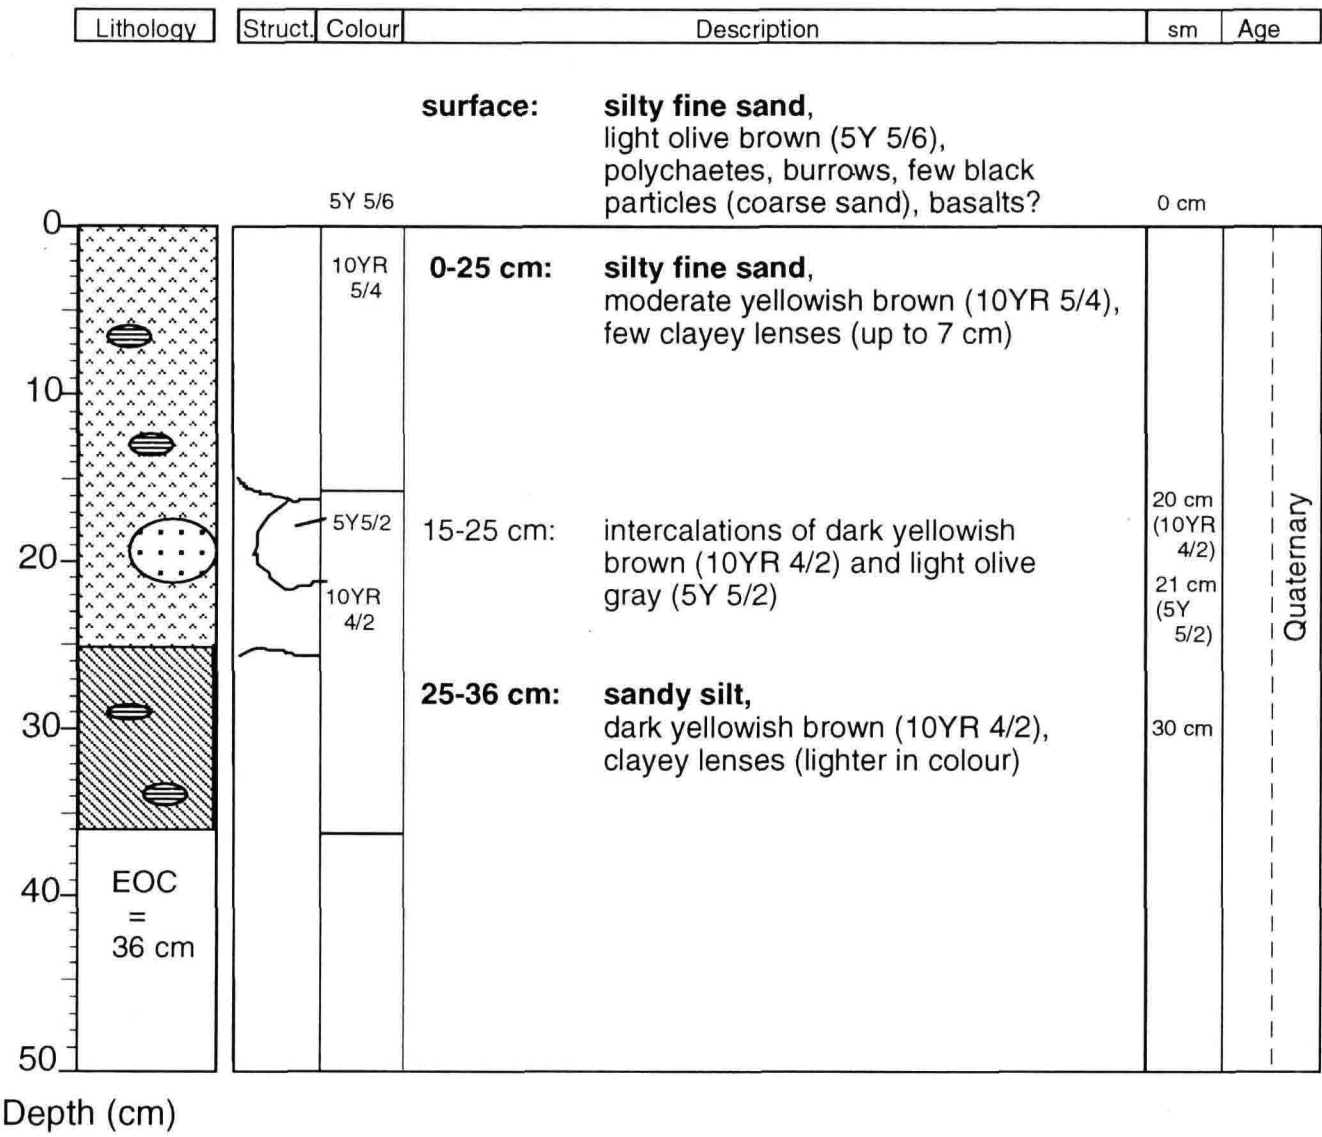 Lithology Struct. Colour Description sm Age
surface: silty fine sand,
light olive brown (5Y 5/6),
polychaetes, burrows, few black
5Y 5/6 particles (coarse sand), basalts? 0 cm
0
10YR
5/4
0-25 cm: silty fine sand,
moderate yellowish brown (10YR 5/4),
few clayey lenses (up to 7 cm)
10
5Y5/2
15-25 cm: intercalations of dark yellowish
brown (10YR 4/2) and light olive
gray (5Y 5/2)
20 cm
(10YR
4/2)
21 cm
(5Y
5/2)
Quaternary
20
10YR
4/2
25-36 cm: sandy silt,
dark yellowish brown (10YR 4/2),
clayey lenses (lighter in colour)
30 cm
30
EOC
=
36 cm
40
50
Depth (cm)